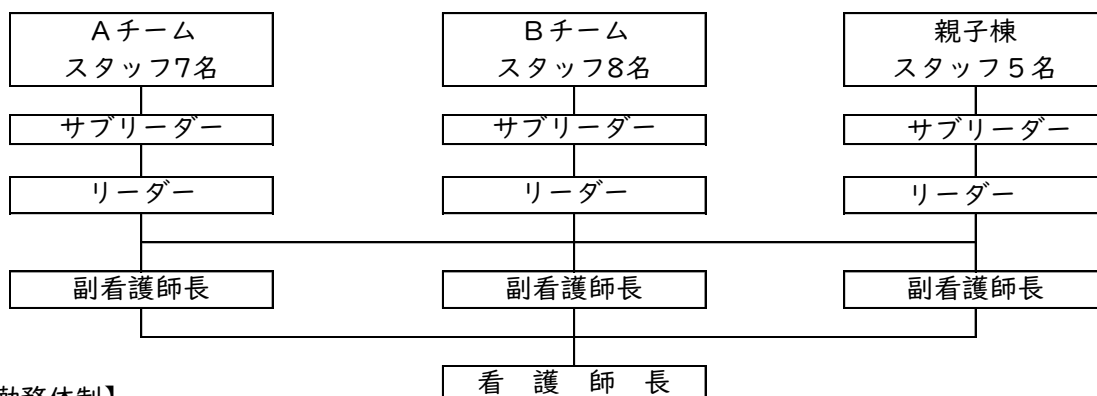 Aチーム
スタッフ7名
Bチーム
スタッフ8名
親子棟
スタッフ5名
サブリーダー
サブリーダー
サブリーダー
リーダー
リーダー
リーダー
副看護師長
副看護師長
副看護師長
看 護 師 長
勤務体制】